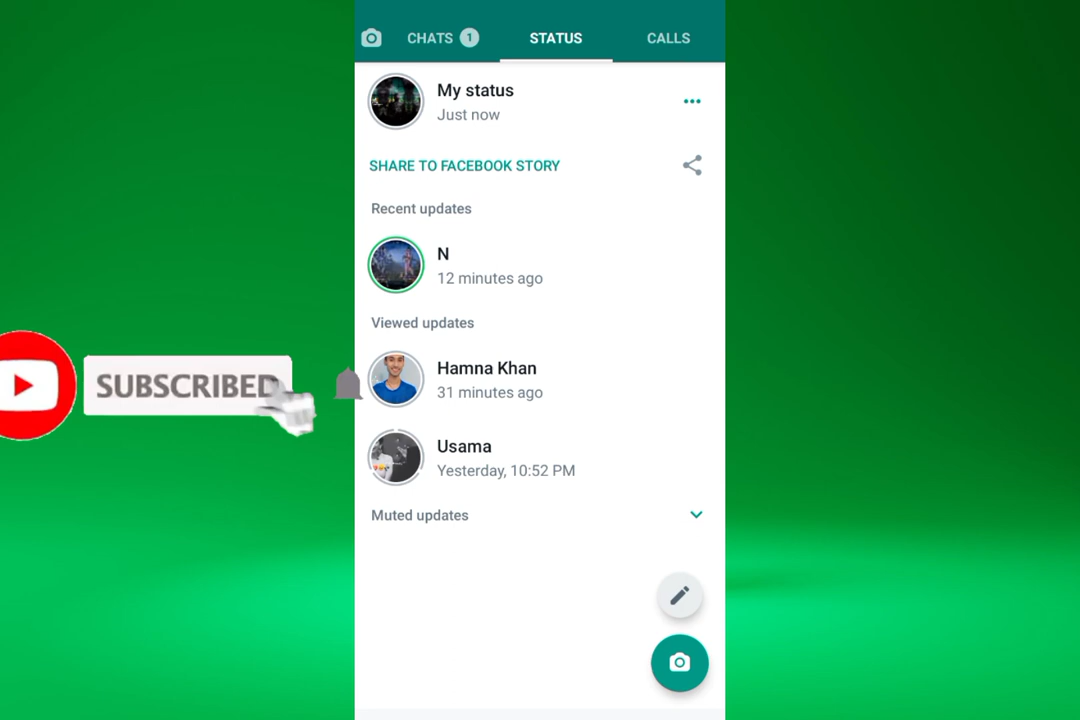 CHATS 1 STATUS CALLS
My status
Just now
SHARE TO FACEBOOK STORY
Recent updates
N
12 minutes ago
Viewed updates
Hamna Khan
31 minutes ago
SUBSCRIBED
Usama
Yesterday, 10:52 PM
Muted updates